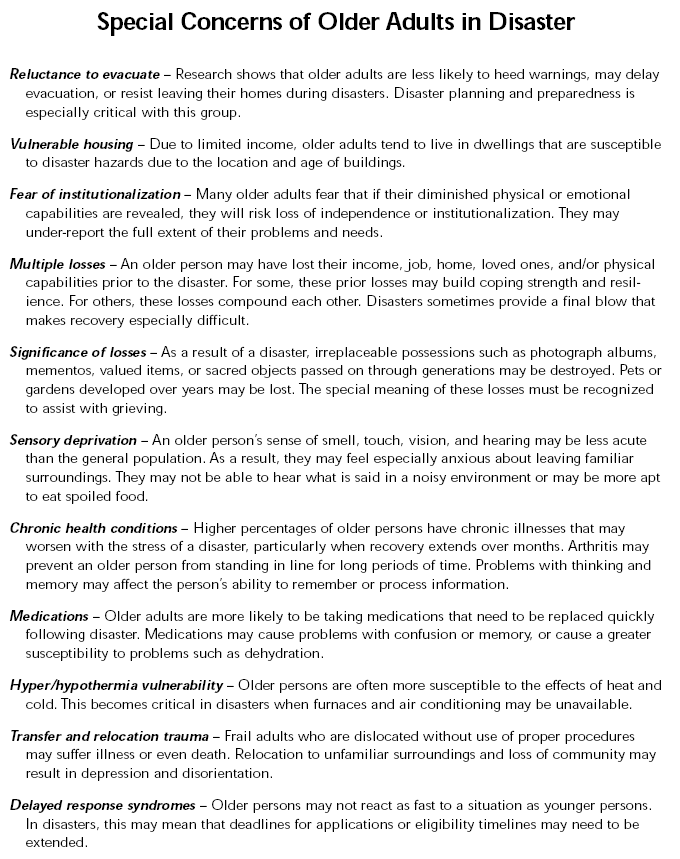 Special Concerns of Older Adults in Disaster
Reluctance to evacuate – Research shows that older adults are less likely to heed warnings, may delay
evacuation, or resist leaving their homes during disasters. Disaster planning and preparedness is
especially critical with this group.
Vulnerable housing – Due to limited income, older adults tend to live in dwellings that are susceptible
to disaster hazards due to the location and age of buildings.
Fear of institutionalization – Many older adults fear that if their diminished physical or emotional
capabilities are revealed, they will risk loss of independence or institutionalization. They may
under-report the full extent of their problems and needs.
Multiple losses – An older person may have lost their income, job, home, loved ones, and/or physical
capabilities prior to the disaster. For some, these prior losses may build coping strength and resil-
ience. For others, these losses compound each other. Disasters sometimes provide a final blow that
makes recovery especially difficult.
Significance of losses – As a result of a disaster, irreplaceable possessions such as photograph albums,
mementos, valued items, or sacred objects passed on through generations may be destroyed. Pets or
gardens developed over years may be lost. The special meaning of these losses must be recognized
to assist with grieving.
Sensory deprivation – An older person's sense of smell, touch, vision, and hearing may be less acute
than the general population. As a result, they may feel especially anxious about leaving familiar
surroundings. They may not be able to hear what is said in a noisy environment or may be more apt
to eat spoiled food.
Chronic health conditions – Higher percentages of older persons have chronic illnesses that may
worsen with the stress of a disaster, particularly when recovery extends over months. Arthritis may
prevent an older person from standing in line for long periods of time. Problems with thinking and
memory may affect the person's ability to remember or process information.
Medications – Older adults are more likely to be taking medications that need to be replaced quickly
following disaster. Medications may cause problems with confusion or memory, or cause a greater
susceptibility to problems such as dehydration.
Hyper/hypothermia vulnerability – Older persons are often more susceptible to the effects of heat and
cold. This becomes critical in disasters when furnaces and air conditioning may be unavailable.
Transfer and relocation trauma – Frail adults who are dislocated without use of proper procedures
may suffer illness or even death. Relocation to unfamiliar surroundings and loss of community may
result in depression and disorientation.
Delayed response syndromes – Older persons may not react as fast to a situation as younger persons.
In disasters, this may mean that deadlines for applications or eligibility timelines may need to be
extended.